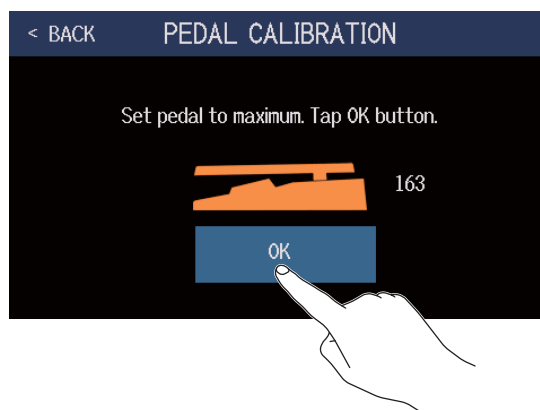 < BACK PEDAL CALIBRATION
Set pedal to maximum. Tap OK button.
163
OK